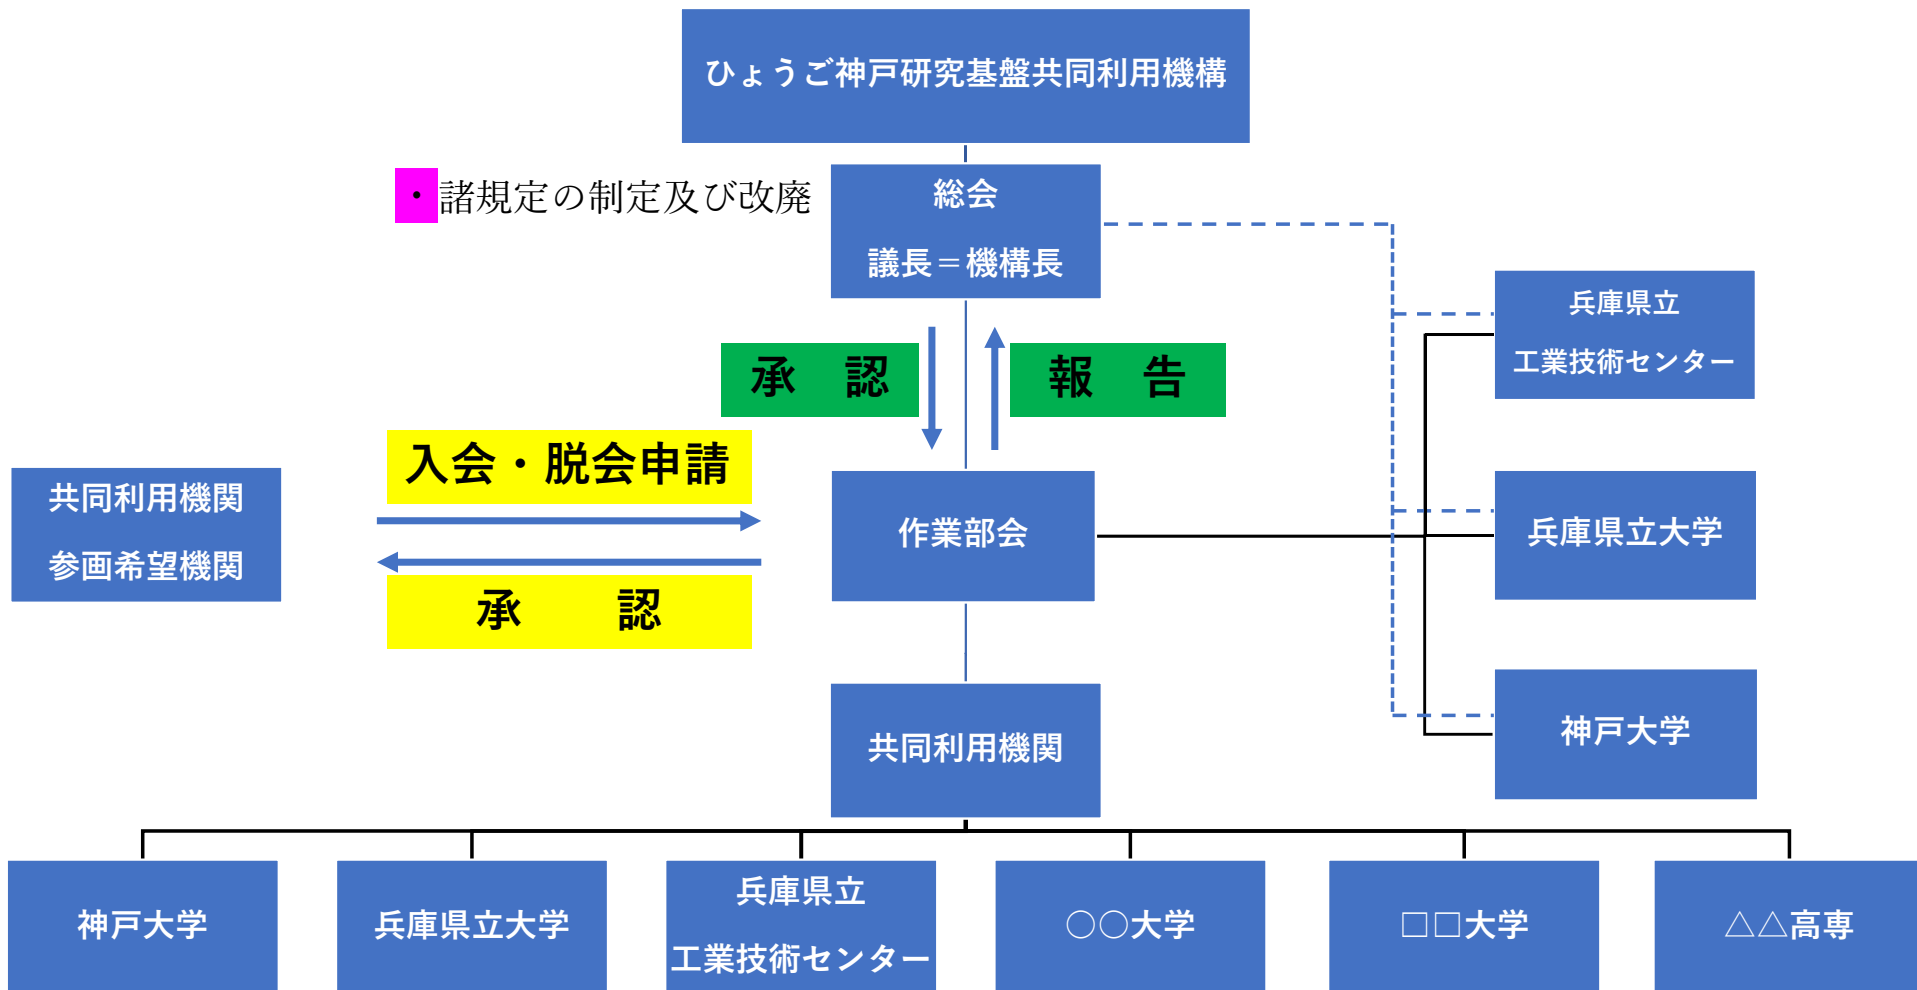 ひょうご神戸研究基盤共同利用機構
・諸規定の制定及び改廃
総会
議長＝機構長
兵庫県立
工業技術センター
承　認
報　告
入会・脱会申請
共同利用機関
参画希望機関
作業部会
兵庫県立大学
承　　認
神戸大学
共同利用機関
神戸大学
兵庫県立大学
兵庫県立
工業技術センター
○○大学
□□大学
△△高専